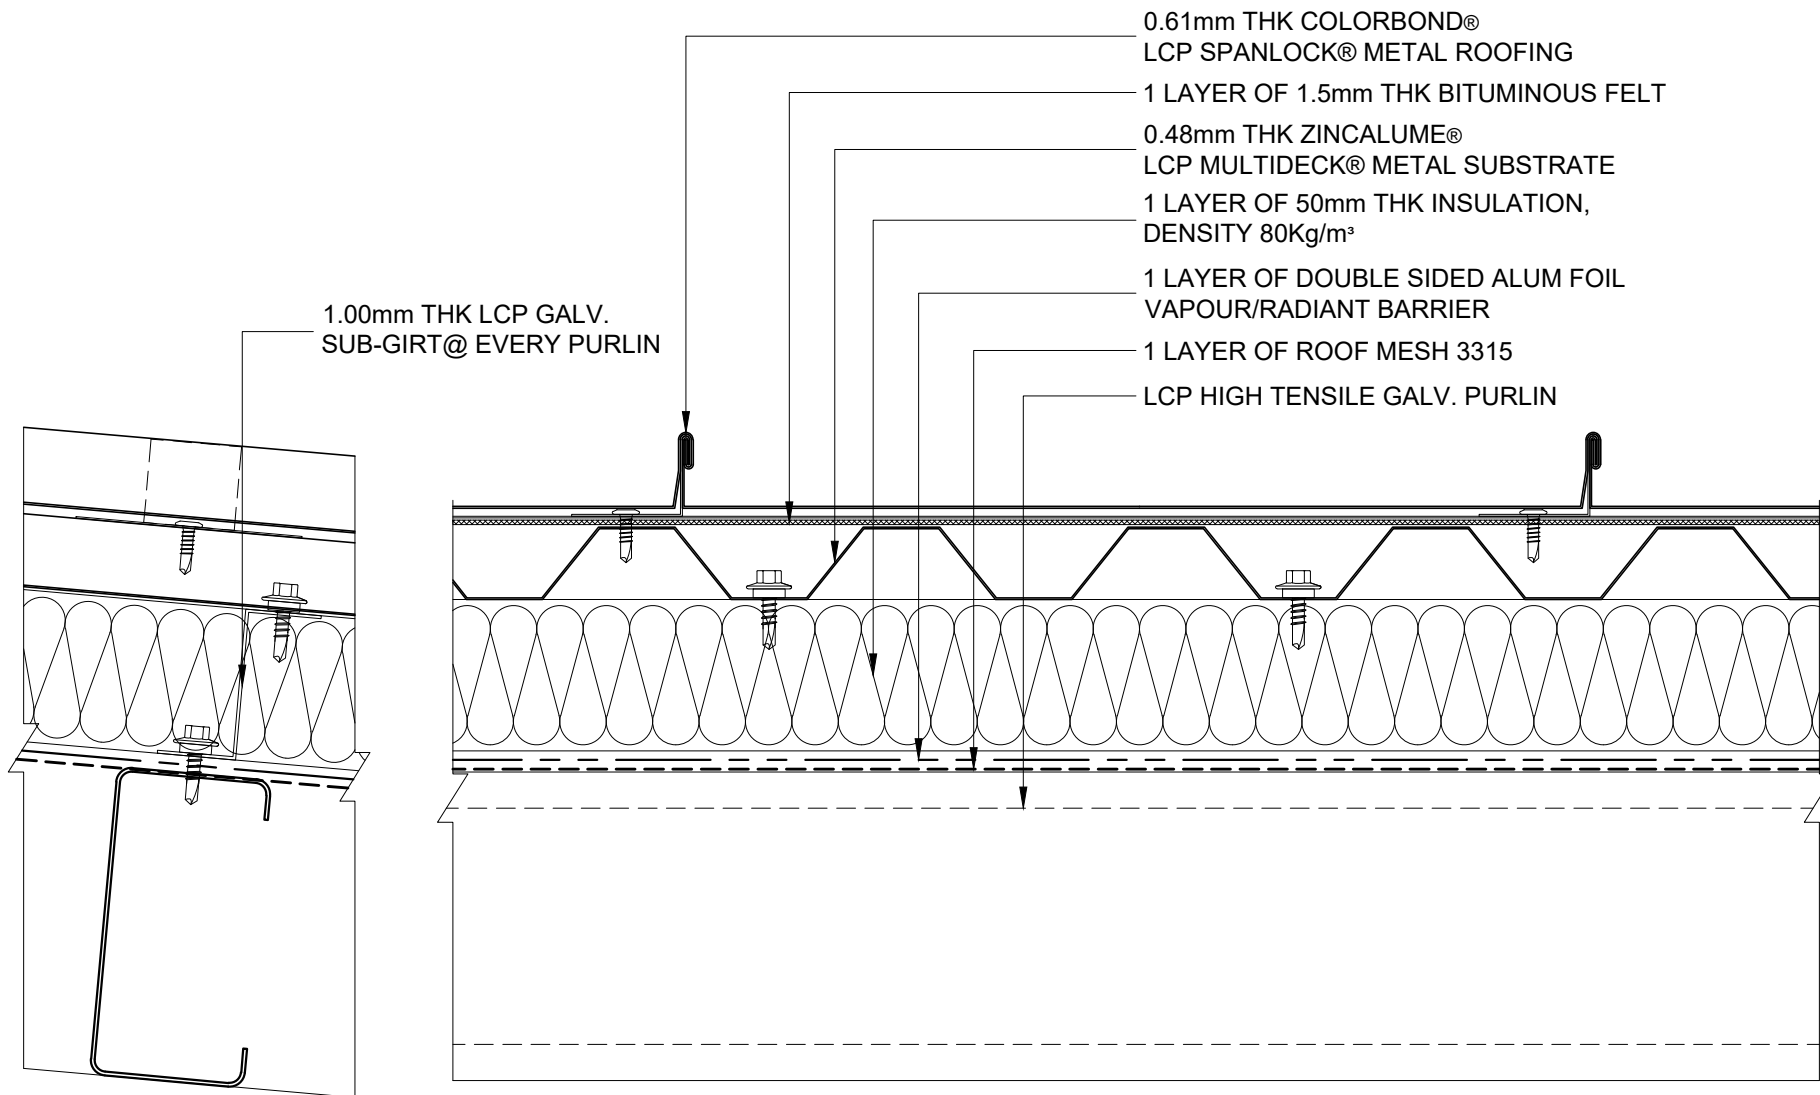 0.61mm THK COLORBOND®
LCP SPANLOCK® METAL ROOFING
1 LAYER OF 1.5mm THK BITUMINOUS FELT
0.48mm THK ZINCALUME®
LCP MULTIDECK® METAL SUBSTRATE
1 LAYER OF 50mm THK INSULATION,
DENSITY 80Kg/m³
1 LAYER OF DOUBLE SIDED ALUM FOIL
VAPOUR/RADIANT BARRIER
1 LAYER OF ROOF MESH 3315
LCP HIGH TENSILE GALV. PURLIN
1.00mm THK LCP GALV.
SUB-GIRT@ EVERY PURLIN